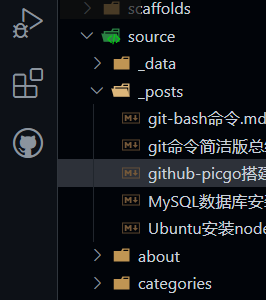 scaffolds
source
_data
_posts
git-bash命令.md
git命令简洁版总
github-picgo搭建
MySQL数据库安
Ubuntu安装node
about
categories